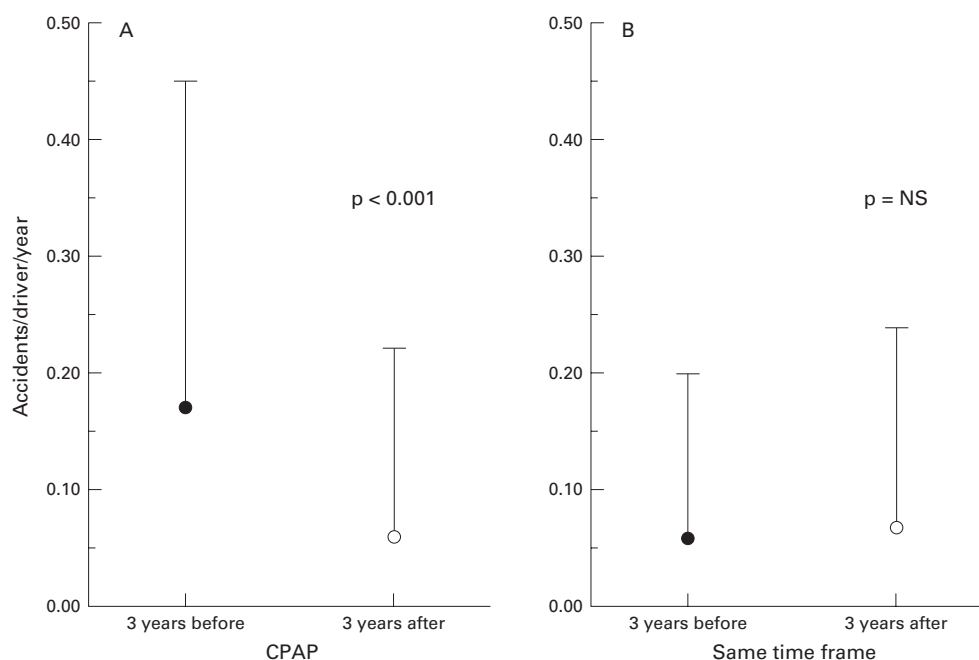 A
B
Accidents/driver/year
0.50
0.40
0.30
0.20
0.10
0.00
p < 0.001
3 years before
3 years after
CPAP
0.50
0.40
0.30
0.20
0.10
0.00
p = NS
3 years before
3 years after
Same time frame